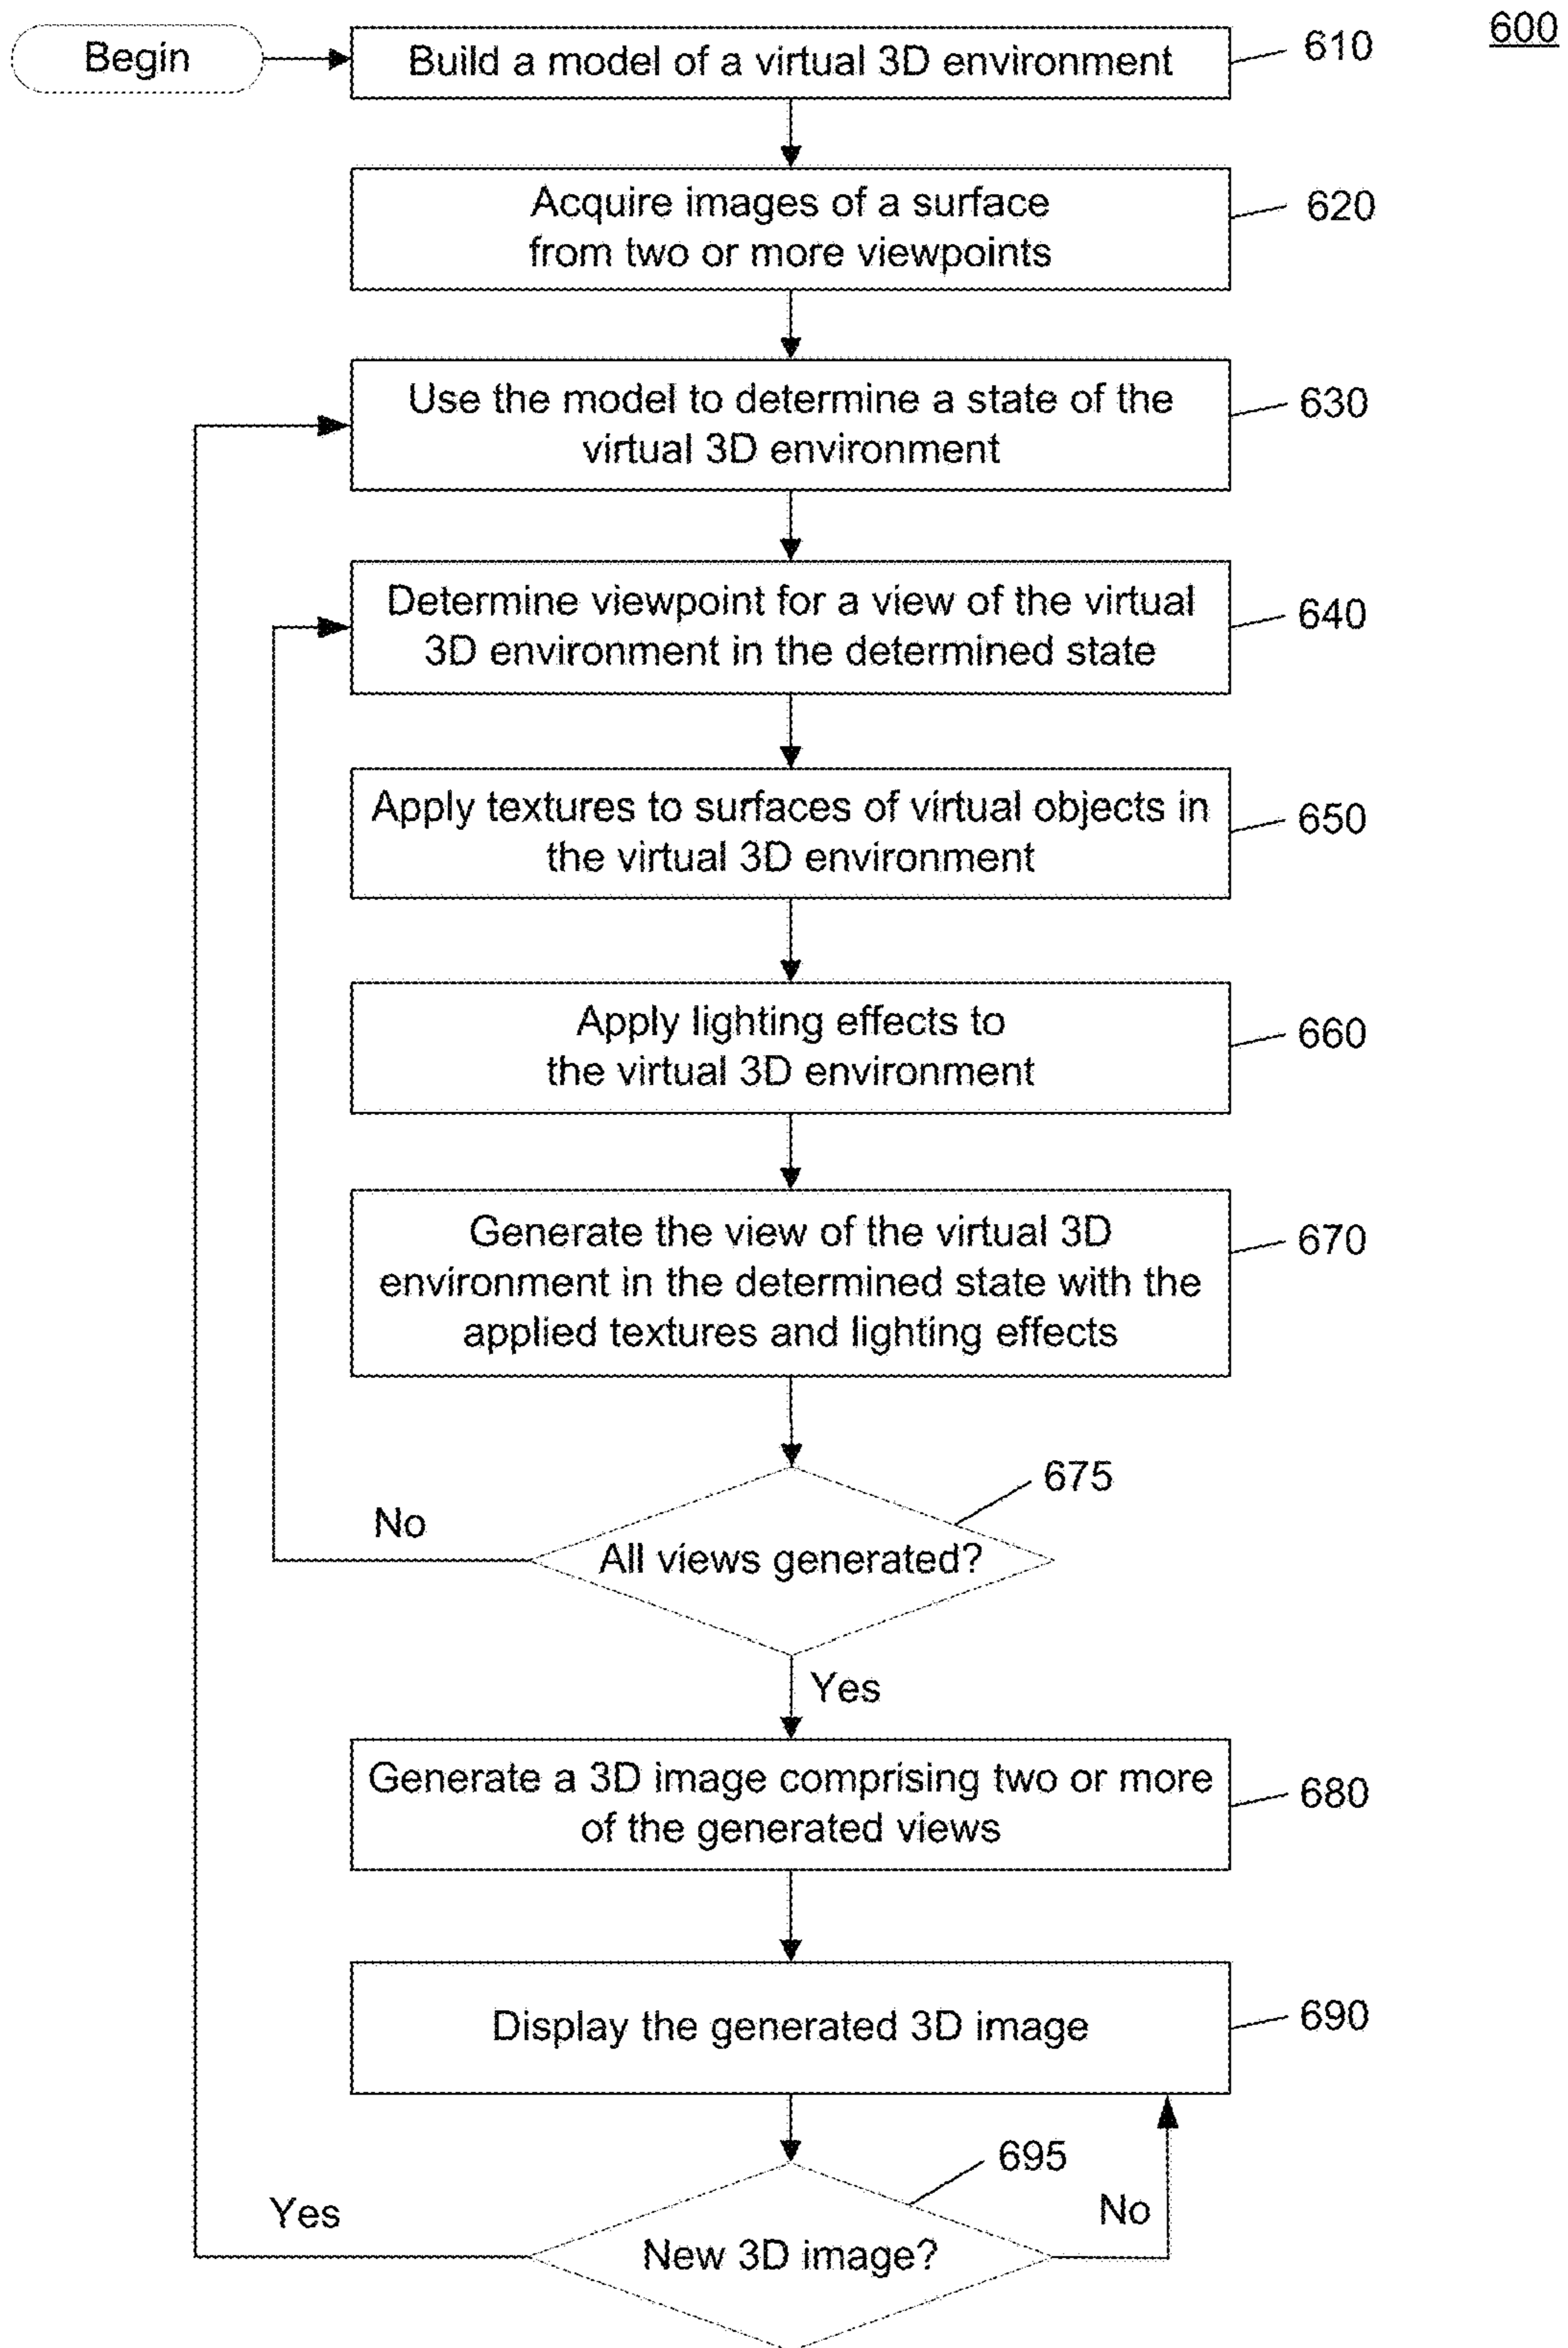 600
Begin
Build a model of a virtual 3D environment
610
Acquire images of a surface
from two or more viewpoints
620
Use the model to determine a state of the
virtual 3D environment
630
Determine viewpoint for a view of the virtual
3D environment in the determined state
640
Apply textures to surfaces of virtual objects in
the virtual 3D environment
650
Apply lighting effects to
the virtual 3D environment
660
Generate the view of the virtual 3D
environment in the determined state with the
applied textures and lighting effects
670
675
No
All views generated?
Yes
Generate a 3D image comprising two or more
of the generated views
680
Display the generated 3D image
690
695
Yes
No
New 3D image?